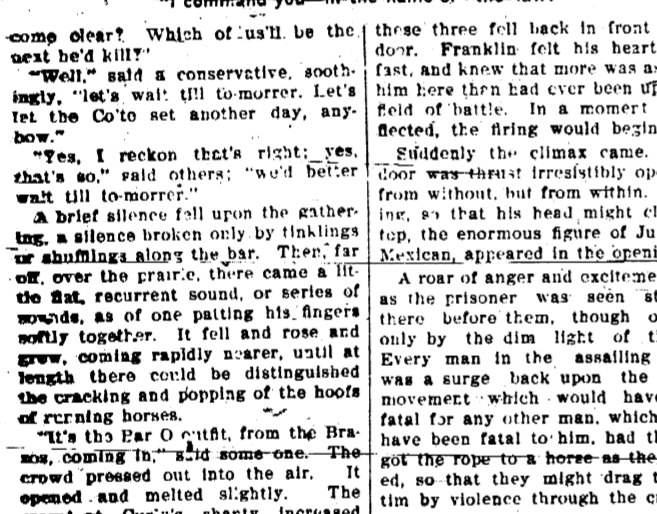 "I command you—in the name of the law!
come clear? Which of us'll be the
next he'd kill?"
"Well," said a conservative, sooth-
ingly, "let's wait till to-morrer. Let's
let the Co'te set another day, any-
how."
"Yes, I reckon that's right; yes,
that's so," said others; "we'd better
wait till to-morrer."
A brief silence fell upon the gather-
ing, a silence broken only by tinklings
or shufflings along the bar. Then, far
off, over the prairie, there came a lit-
tle flat, recurrent sound, or series of
sounds, as of one patting his fingers
softly together. It fell and rose and
grew, coming rapidly nearer, until at
length there could be distinguished
the cracking and popping of the hoofs
of running horses.
"It's the Bar O outfit, from the Bra-
zos, coming in," said some one. The
crowd pressed out into the air. It
opened and melted slightly. The
increased
these three fell back in front
door. Franklin felt his heart
fast, and knew that more was a
him here then had ever been up
field of battle. In a moment
flected, the firing would begin
Suddenly the climax came.
door was thrust irresistibly op
from without, but from within.
ing, so that his head might cl
top, the enormous figure of Ju
Mexican, appeared in the openi
A roar of anger and exciteme
as the prisoner was seen st
there before them, though o
only by the dim light of t
Every man in the assailing
was a surge back upon the
movement which would hav
fatal for any other man, which
have been fatal to him, had t
got the rope to a horse as the
ed, so that they might drag t
tim by violence through the c